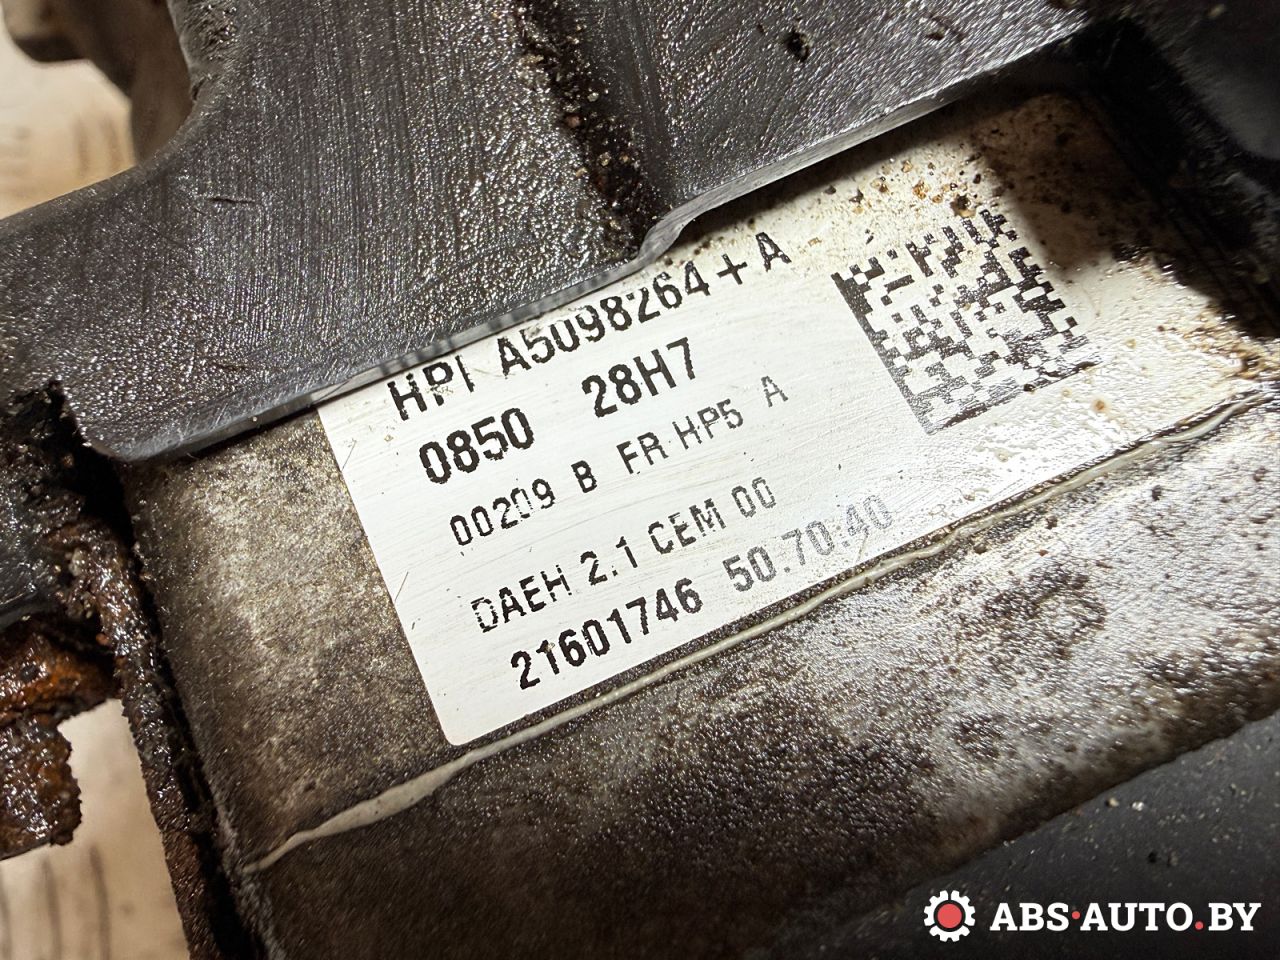 HPI A5098264+A
0850 28H7
00209 B FR HP5 A
DAEH 2.1 CEM 00
21601746 50.70.40
ABS·AUTO.BY